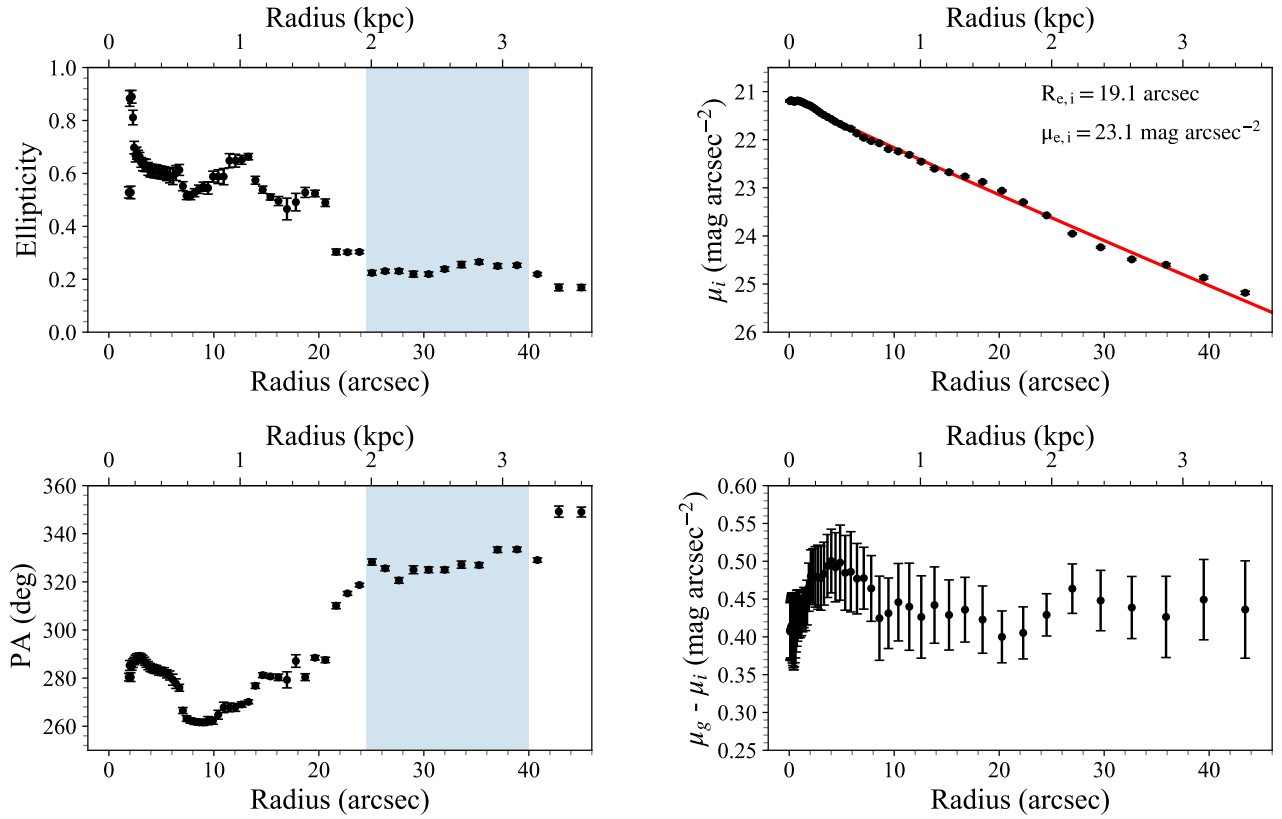 Radius (kpc)
0 1 2 3
1.0
0.8
0.6
0.4
0.2
0.0
Ellipticity
0 10 20 30 40
Radius (arcsec)
Radius (kpc)
0 1 2 3
21
22
23
24
25
26
μᵢ (mag arcsec⁻²)
Rₑ,ᵢ = 19.1 arcsec
μₑ,ᵢ = 23.1 mag arcsec⁻²
0 10 20 30 40
Radius (arcsec)
Radius (kpc)
0 1 2 3
360
340
320
300
280
260
PA (deg)
0 10 20 30 40
Radius (arcsec)
Radius (kpc)
0 1 2 3
0.60
0.55
0.50
0.45
0.40
0.35
0.30
0.25
μg - μᵢ (mag arcsec⁻²)
0 10 20 30 40
Radius (arcsec)